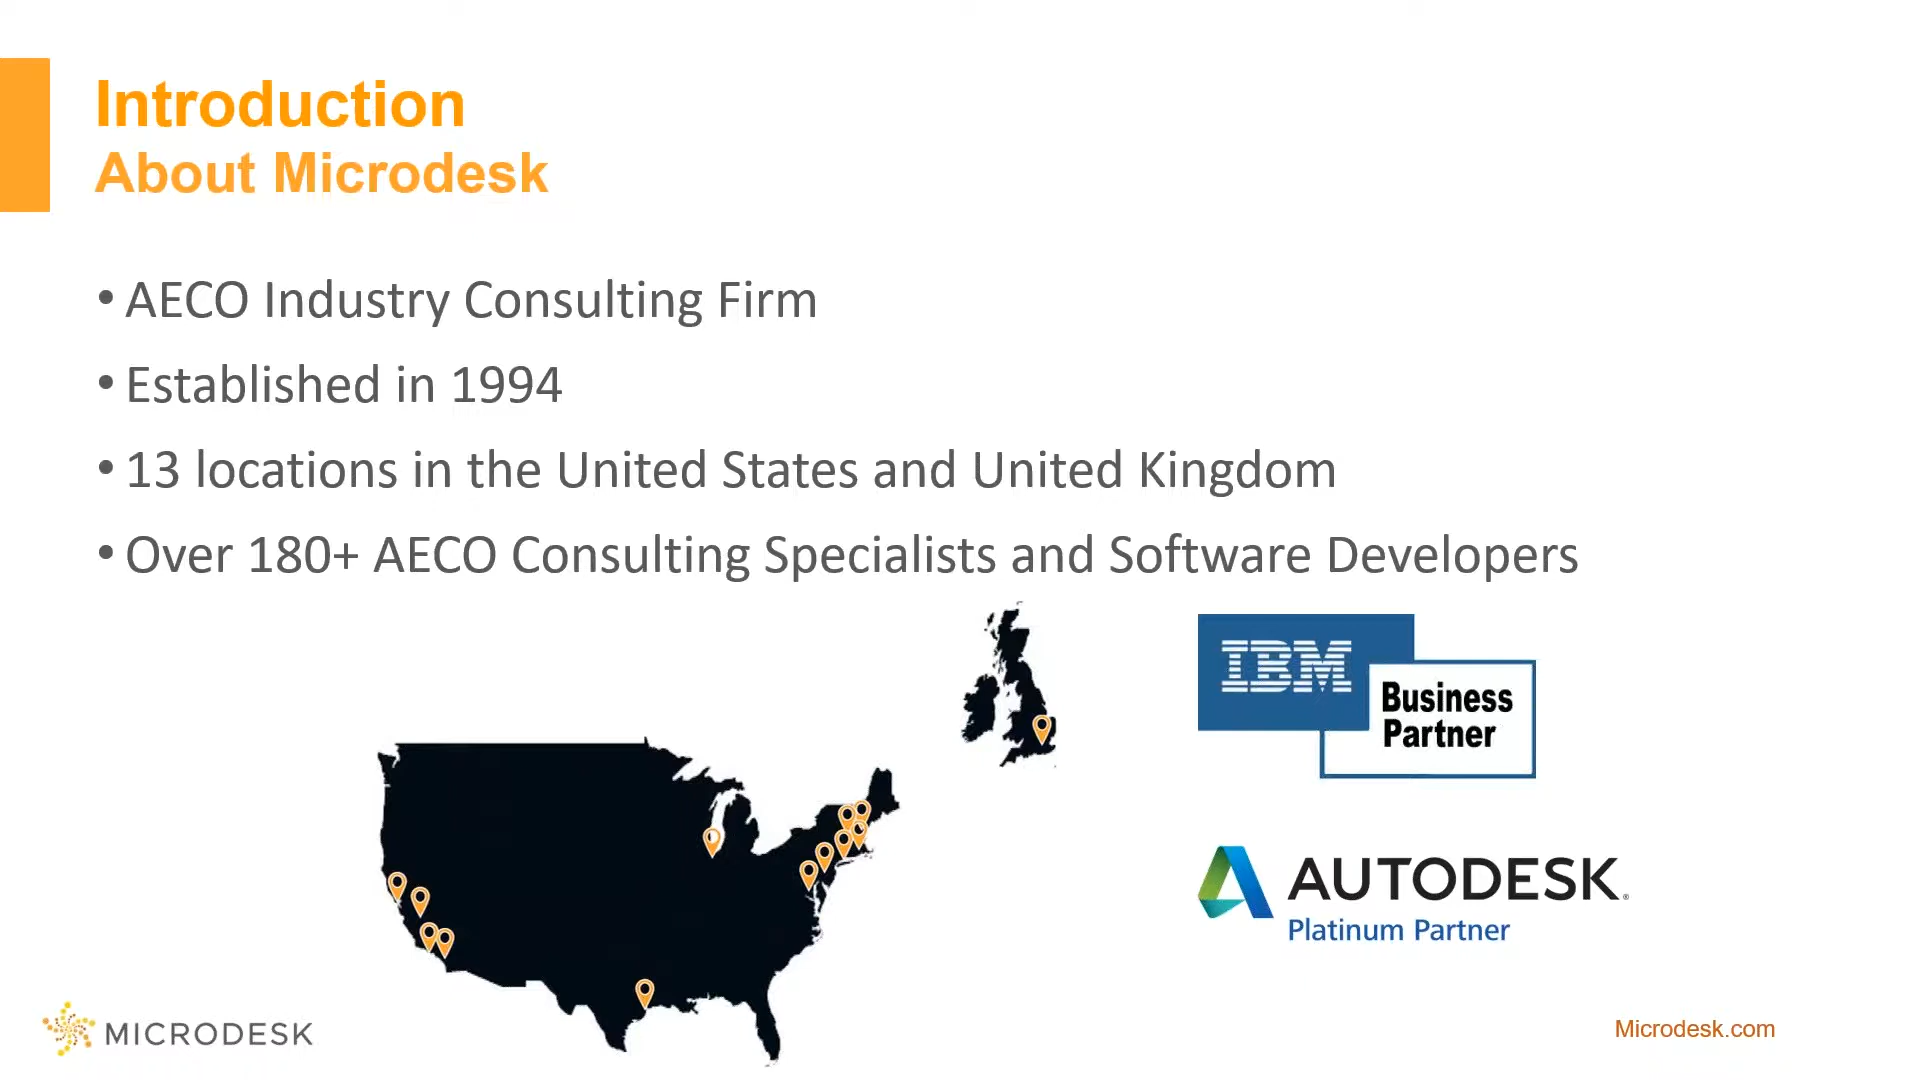 Introduction
About Microdesk
• AECO Industry Consulting Firm
• Established in 1994
• 13 locations in the United States and United Kingdom
• Over 180+ AECO Consulting Specialists and Software Developers
IBM
Business
Partner
AUTODESK®
Platinum Partner
MICRODESK
Microdesk.com